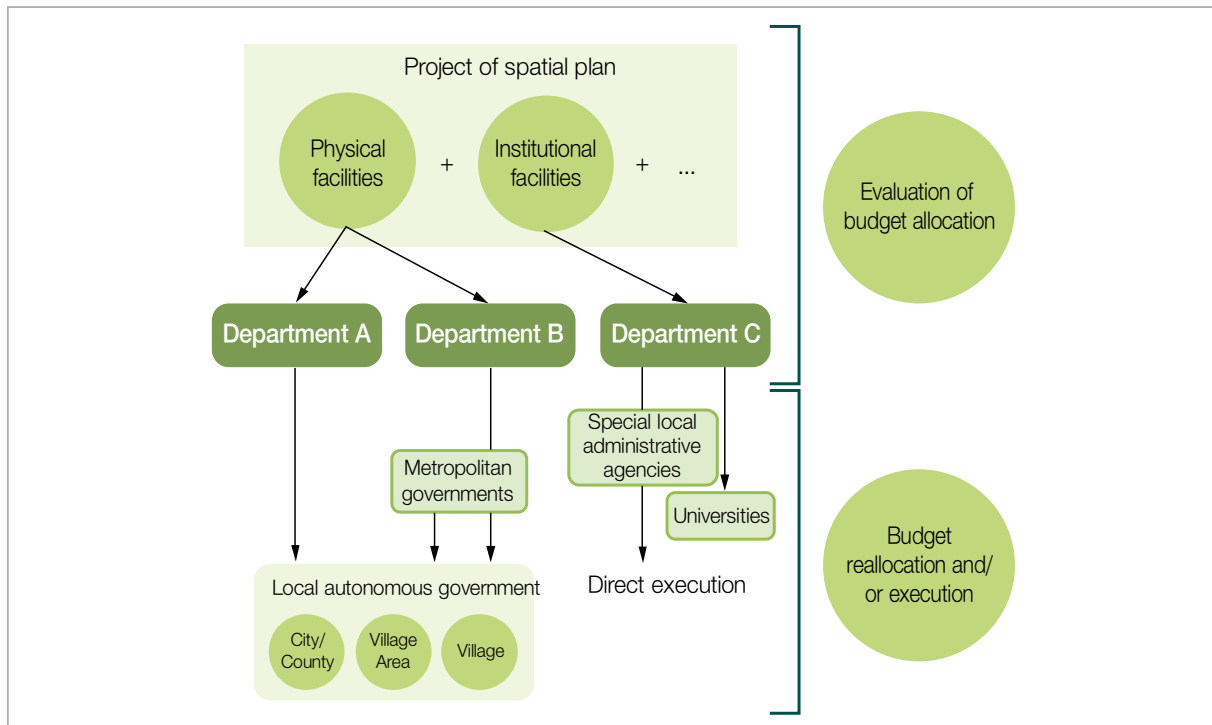 Project of spatial plan
Physical
facilities
+
Institutional
facilities
+
...
Evaluation of
budget allocation
Department A
Department B
Department C
Special local
administrative
agencies
Metropolitan
governments
Universities
Budget
reallocation and/
or execution
Local autonomous government
Direct execution
City/
County
Village
Area
Village